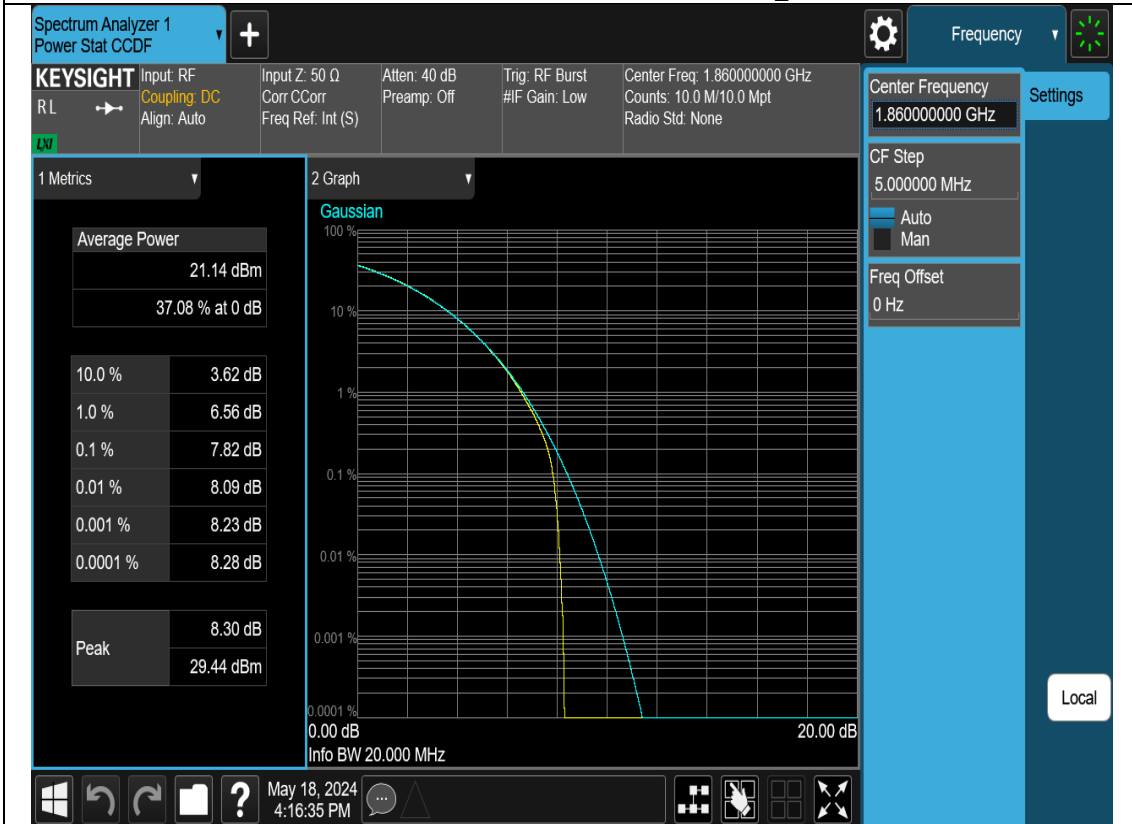 Spectrum Analyzer 1
Power Stat CCDF
Frequency
KEYSIGHT
RL
LXI
Input: RF
Coupling: DC
Align: Auto
Input Z: 50 Ω
Corr CCorr
Freq Ref: Int (S)
Atten: 40 dB
Preamp: Off
Trig: RF Burst
#IF Gain: Low
Center Freq: 1.860000000 GHz
Counts: 10.0 M/10.0 Mpt
Radio Std: None
Center Frequency
1.860000000 GHz
Settings
CF Step
5.000000 MHz
Auto
Man
Freq Offset
0 Hz
1 Metrics
Average Power
21.14 dBm
37.08 % at 0 dB
10.0 % 3.62 dB
1.0 % 6.56 dB
0.1 % 7.82 dB
0.01 % 8.09 dB
0.001 % 8.23 dB
0.0001 % 8.28 dB
Peak
8.30 dB
29.44 dBm
2 Graph
Gaussian
100 %
10 %
1 %
0.1 %
0.01 %
0.001 %
0.0001 %
0.00 dB 20.00 dB
Info BW 20.000 MHz
Local
?
May 18, 2024
4:16:35 PM